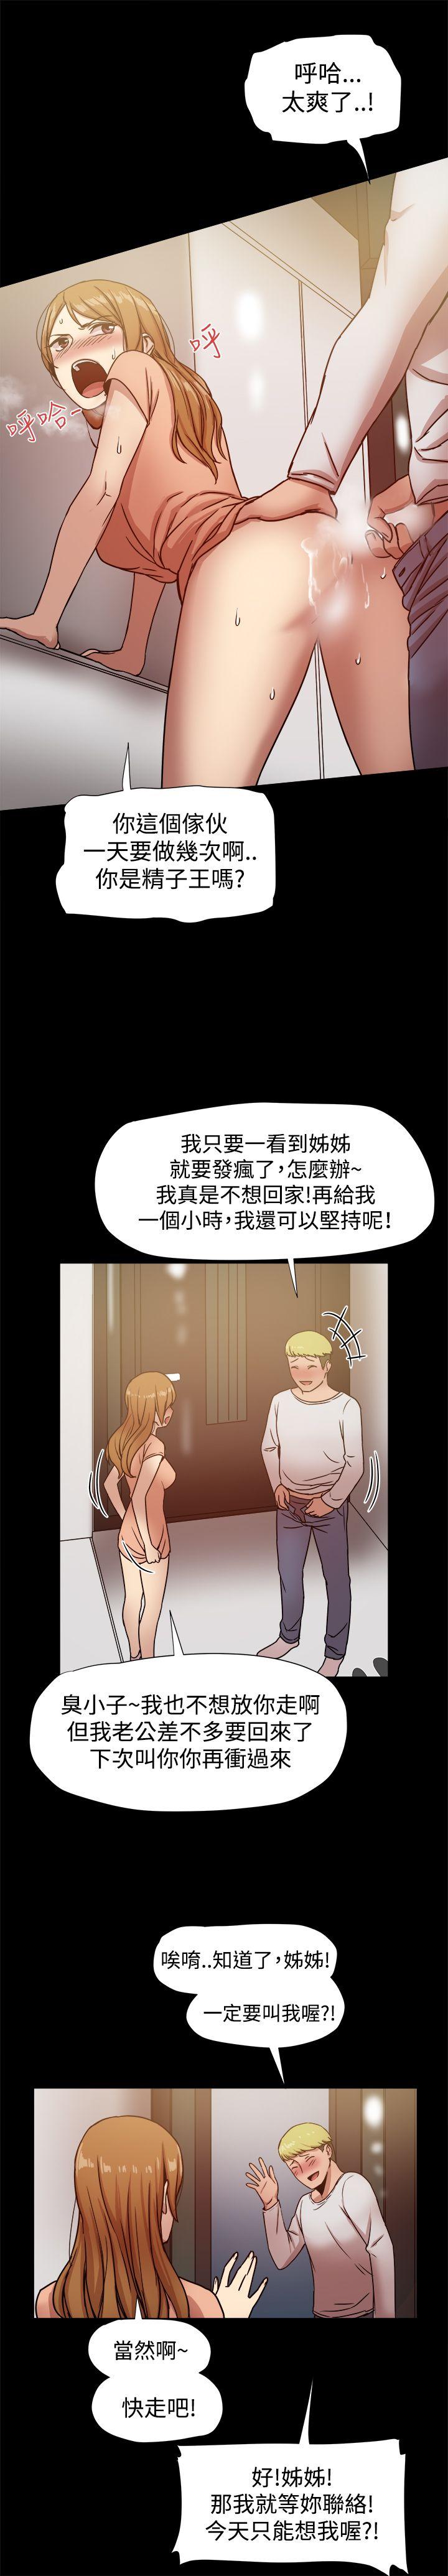 呼哈...
太爽了..!
呼
呼哈~
你這個傢伙
一天要做幾次啊..
你是精子王嗎?
我只要一看到姊姊
就要發瘋了,怎麼辦~
我真是不想回家!再給我
一個小時,我還可以堅持呢!
臭小子~我也不想放你走啊
但我老公差不多要回來了
下次叫你你再衝過來
唉唷..知道了,姊姊!
一定要叫我喔?!
當然啊~
快走吧!
好!姊姊!
那我就等妳聯絡!
今天只能想我喔?!